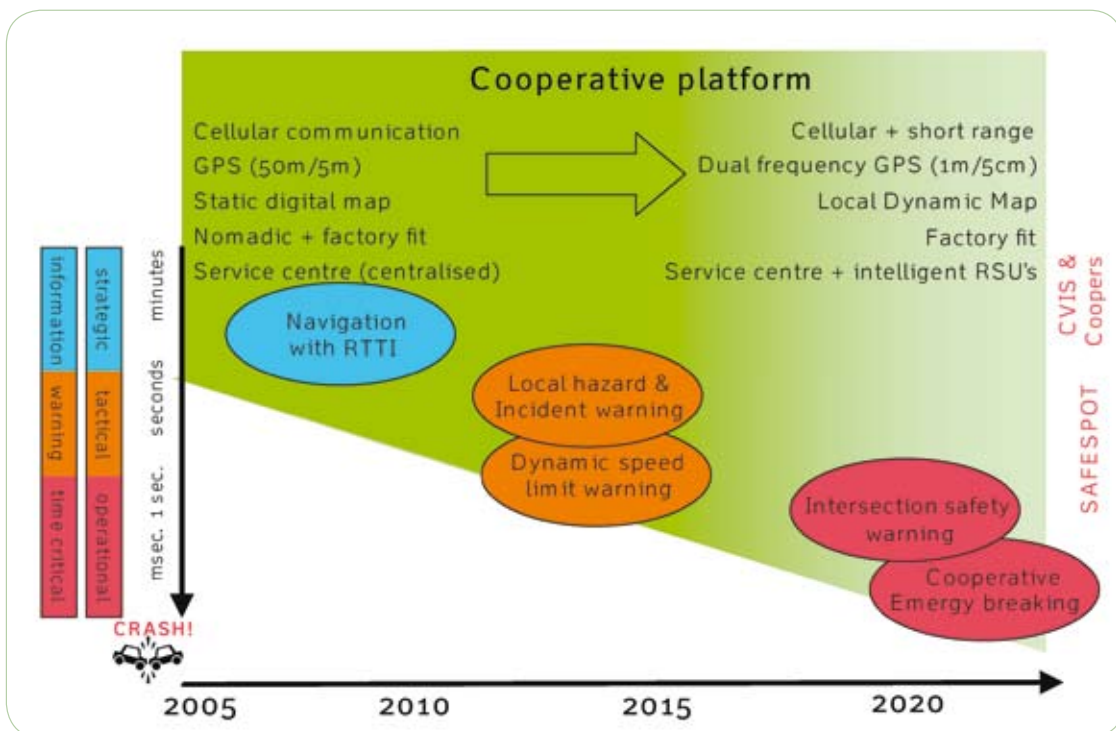 Cooperative platform
Cellular communication
GPS (50m/5m)
Static digital map
Nomadic + factory fit
Service centre (centralised)
Cellular + short range
Dual frequency GPS (1m/5cm)
Local Dynamic Map
Factory fit
Service centre + intelligent RSU's
information
warning
time critical
strategic
tactical
operational
minutes
seconds
1 sec.
msec.
CRASH!
Navigation
with RTTI
Local hazard &
Incident warning
Dynamic speed
limit warning
Intersection safety
warning
Cooperative
Emergy breaking
CVIS &
Coopers
SAFESPOT
2005
2010
2015
2020